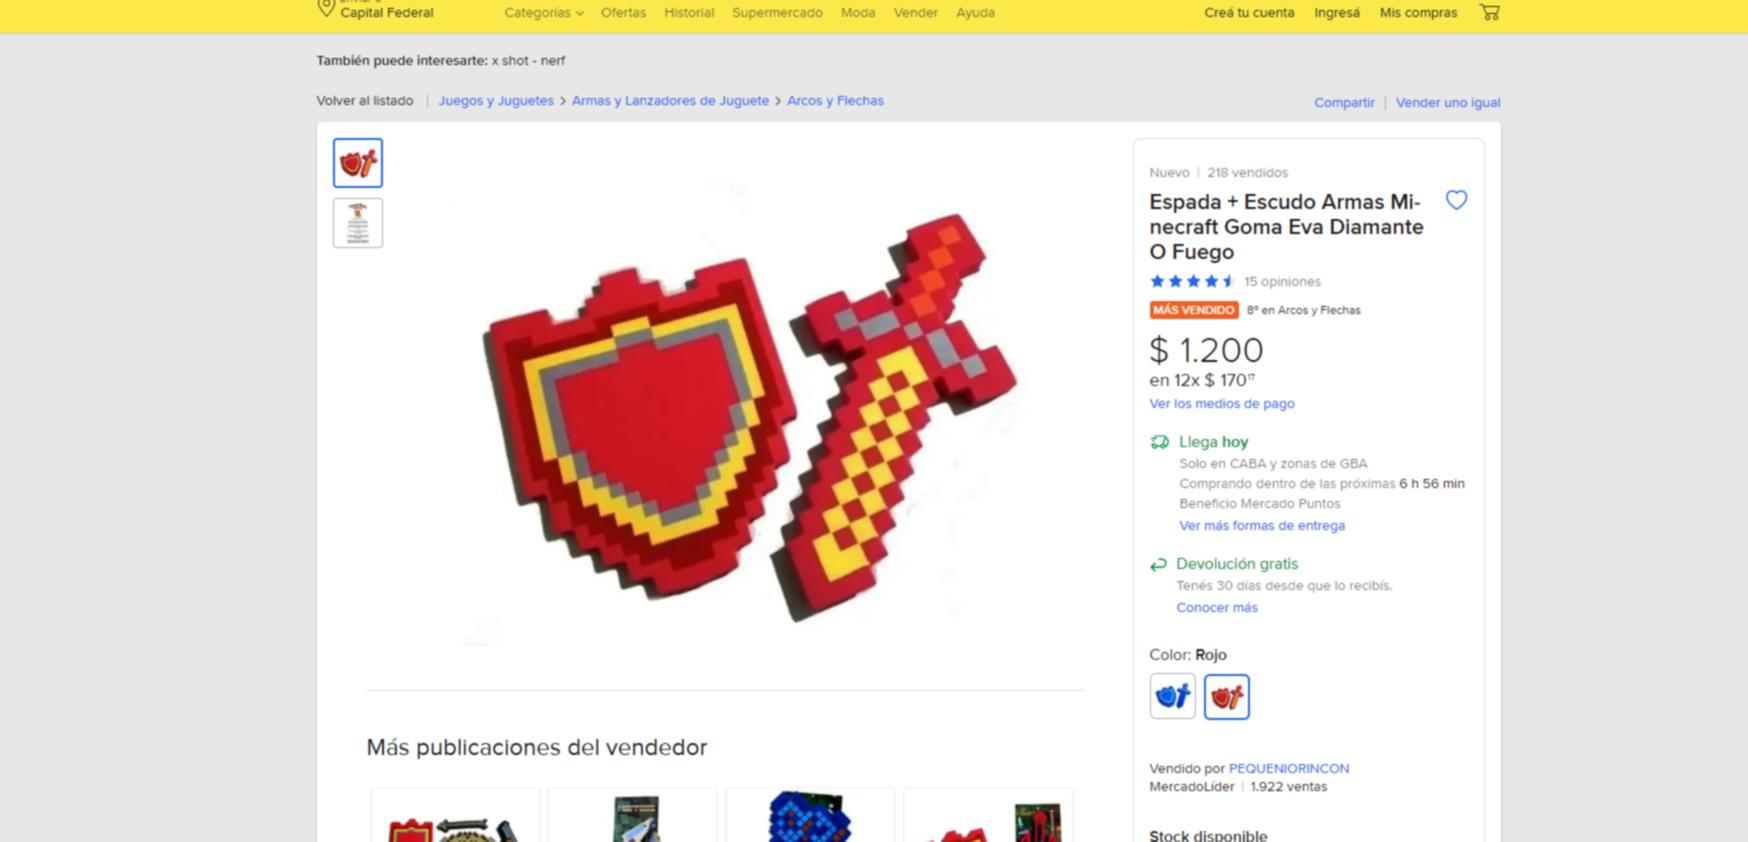 Capital Federal
Categorías Ofertas Historial Supermercado Moda Vender Ayuda
Creá tu cuenta Ingresá Mis compras
También puede interesarte: x shot - nerf
Volver al listado | Juegos y Juguetes > Armas y Lanzadores de Juguete > Arcos y Flechas
Compartir | Vender uno igual
Nuevo | 218 vendidos
Espada + Escudo Armas Mi-
necraft Goma Eva Diamante
O Fuego
15 opiniones
MÁS VENDIDO 8º en Arcos y Flechas
$ 1.200
en 12x $ 170¹⁷
Ver los medios de pago
Llega hoy
Solo en CABA y zonas de GBA
Comprando dentro de las próximas 6 h 56 min
Beneficio Mercado Puntos
Ver más formas de entrega
Devolución gratis
Tenés 30 días desde que lo recibís.
Conocer más
Color: Rojo
Más publicaciones del vendedor
Vendido por PEQUENIORINCON
MercadoLíder | 1.922 ventas
Stock disponible